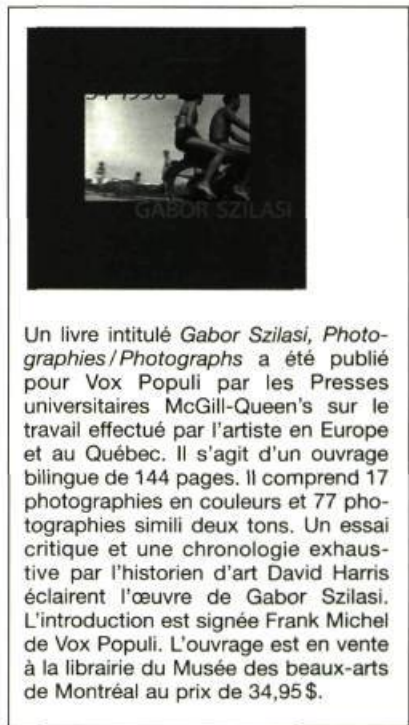 54-1996
GABOR SZILASI
Un livre intitulé Gabor Szilasi, Photo-
graphies/Photographs a été publié
pour Vox Populi par les Presses
universitaires McGill-Queen's sur le
travail effectué par l'artiste en Europe
et au Québec. Il s'agit d'un ouvrage
bilingue de 144 pages. Il comprend 17
photographies en couleurs et 77 pho-
tographies simili deux tons. Un essai
critique et une chronologie exhaus-
tive par l'historien d'art David Harris
éclairent l'œuvre de Gabor Szilasi.
L'introduction est signée Frank Michel
de Vox Populi. L'ouvrage est en vente
à la librairie du Musée des beaux-arts
de Montréal au prix de 34,95 $.